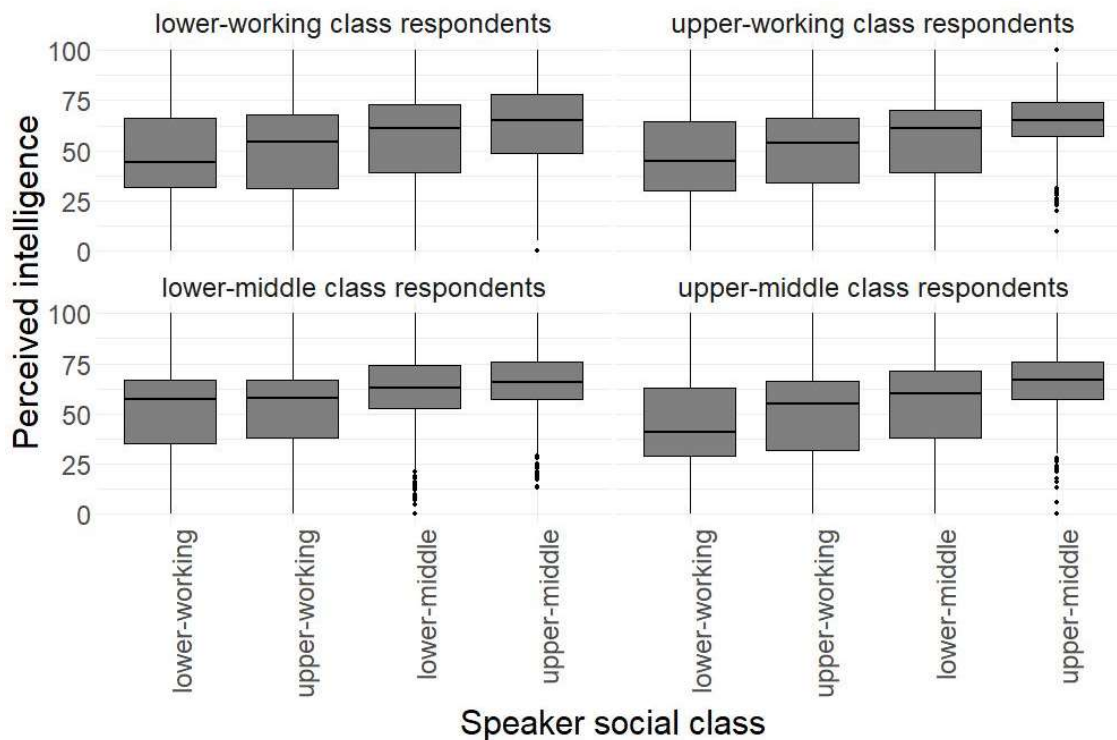 lower-working class respondents
upper-working class respondents
100
75
50
25
0
lower-middle class respondents
upper-middle class respondents
100
75
50
25
0
Perceived intelligence
lower-working
upper-working
lower-middle
upper-middle
lower-working
upper-working
lower-middle
upper-middle
Speaker social class